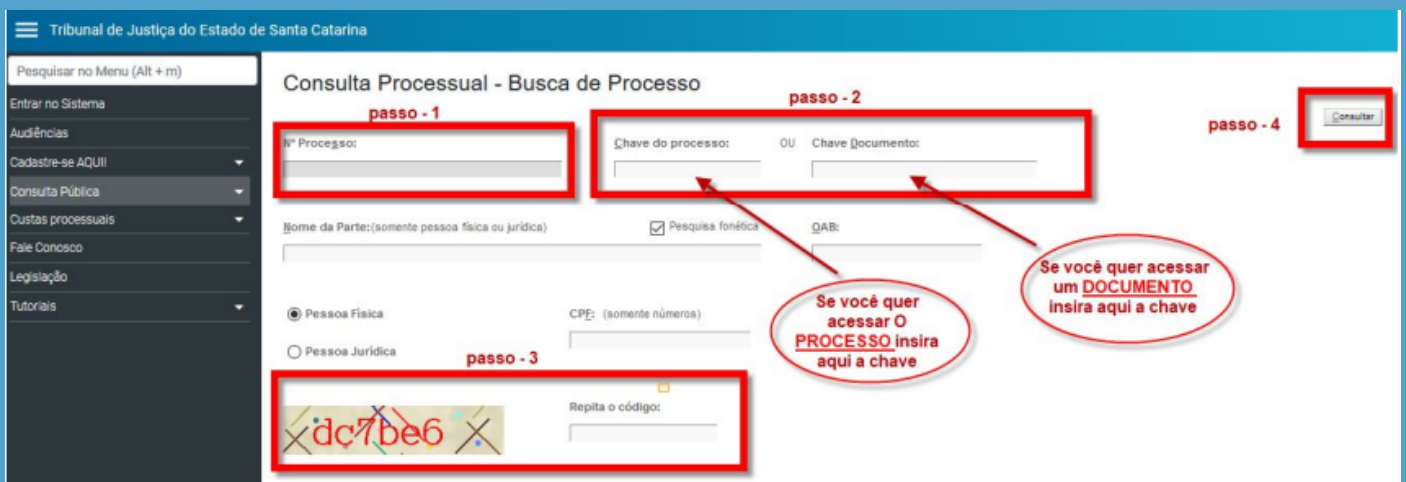 Tribunal de Justiça do Estado de Santa Catarina
Pesquisar no Menu (Alt + m)
Entrar no Sistema
Audiências
Cadastre-se AQUI!
Consulta Pública
Custas processuais
Fale Conosco
Legislação
Tutoriais
Consulta Processual - Busca de Processo
passo - 1
passo - 2
passo - 4
Consultar
Nº Processo:
Chave do processo:
OU
Chave Documento:
Nome da Parte:(somente pessoa física ou jurídica)
Pesquisa fonética
OAB:
Se você quer acessar
um DOCUMENTO
insira aqui a chave
Se você quer
acessar O
PROCESSO insira
aqui a chave
Pessoa Física
CPF: (somente números)
Pessoa Jurídica
passo - 3
dc7be6
Repita o código: